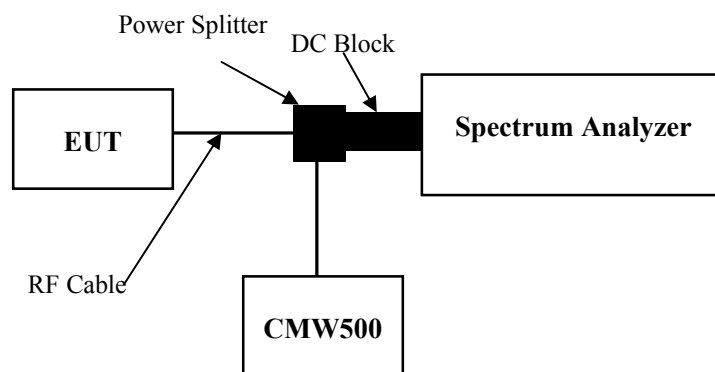 Power Splitter
DC Block
EUT
Spectrum Analyzer
RF Cable
CMW500